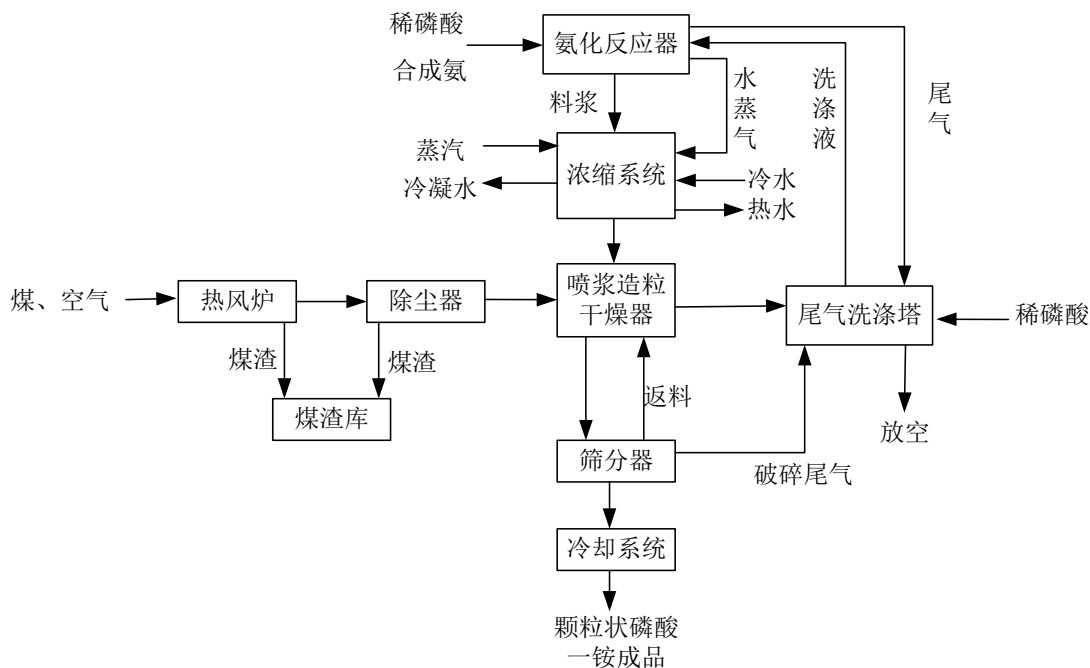 稀磷酸
合成氨
氨化反应器
料浆
水蒸气
洗涤液
尾气
蒸汽
冷凝水
浓缩系统
冷水
热水
煤、空气
热风炉
除尘器
喷浆造粒
干燥器
尾气洗涤塔
稀磷酸
煤渣
煤渣
煤渣库
返料
放空
筛分器
破碎尾气
冷却系统
颗粒状磷酸
一铵成品